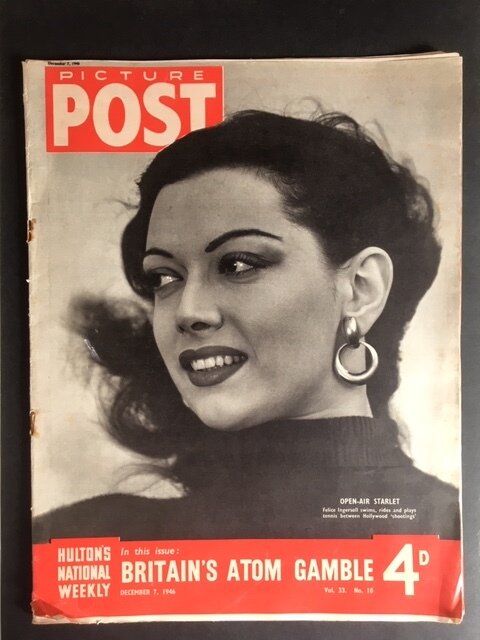 December 7, 1946
PICTURE
POST
OPEN-AIR STARLET
Felice Ingersoll swims, rides and plays
tennis between Hollywood 'shootings'
HULTON'S
NATIONAL
WEEKLY
In this issue:
BRITAIN'S ATOM GAMBLE
DECEMBER 7, 1946
Vol. 33. No. 10
4D